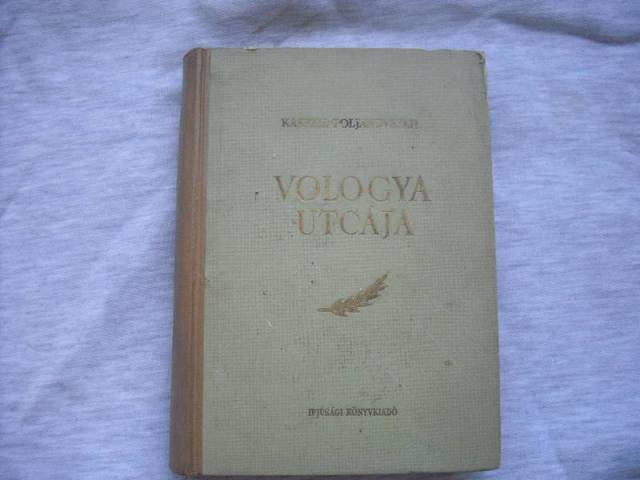 KASSZIL-POLJANOVSZKIJ
VOLOGYA
UTCÁJA
IFJÚSÁGI KÖNYVKIADÓ